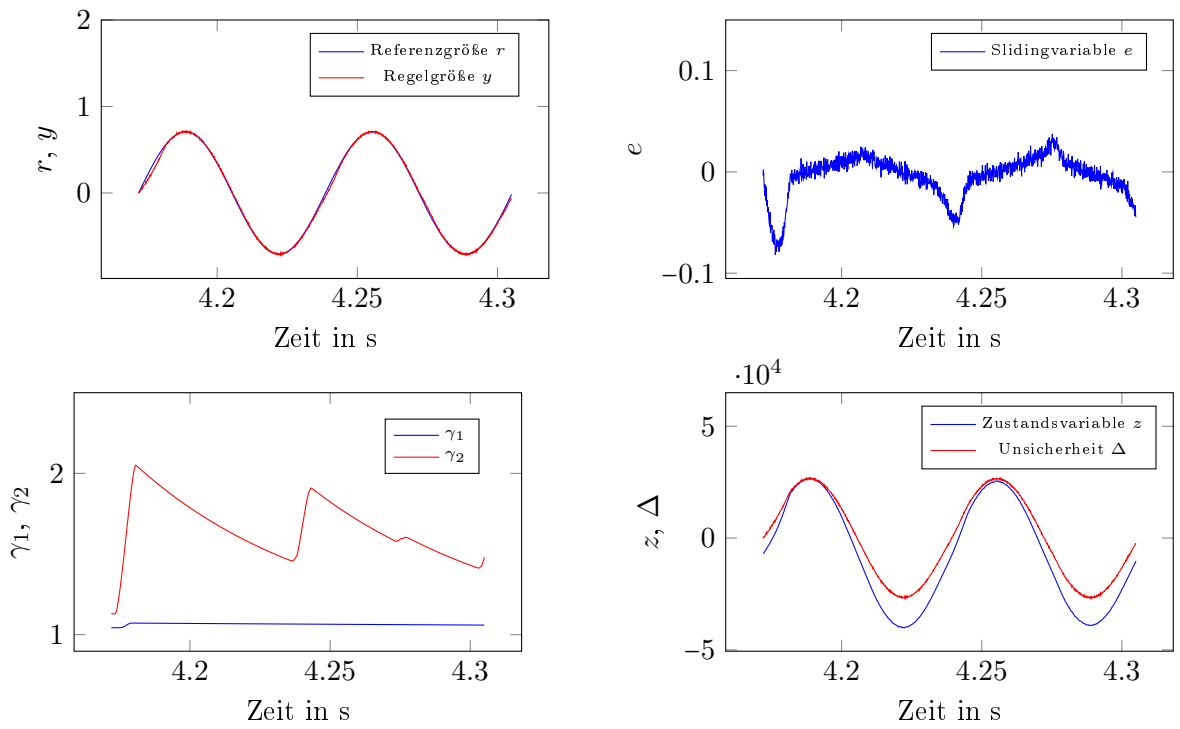 2
1
0
r, y
Referenzgröße r
Regelgröße y
4.2
4.25
4.3
Zeit in s
0.1
0
−0.1
e
Slidingvariable e
4.2
4.25
4.3
Zeit in s
2
1
γ1, γ2
γ1
γ2
4.2
4.25
4.3
Zeit in s
·10⁴
5
0
−5
z, Δ
Zustandsvariable z
Unsicherheit Δ
4.2
4.25
4.3
Zeit in s